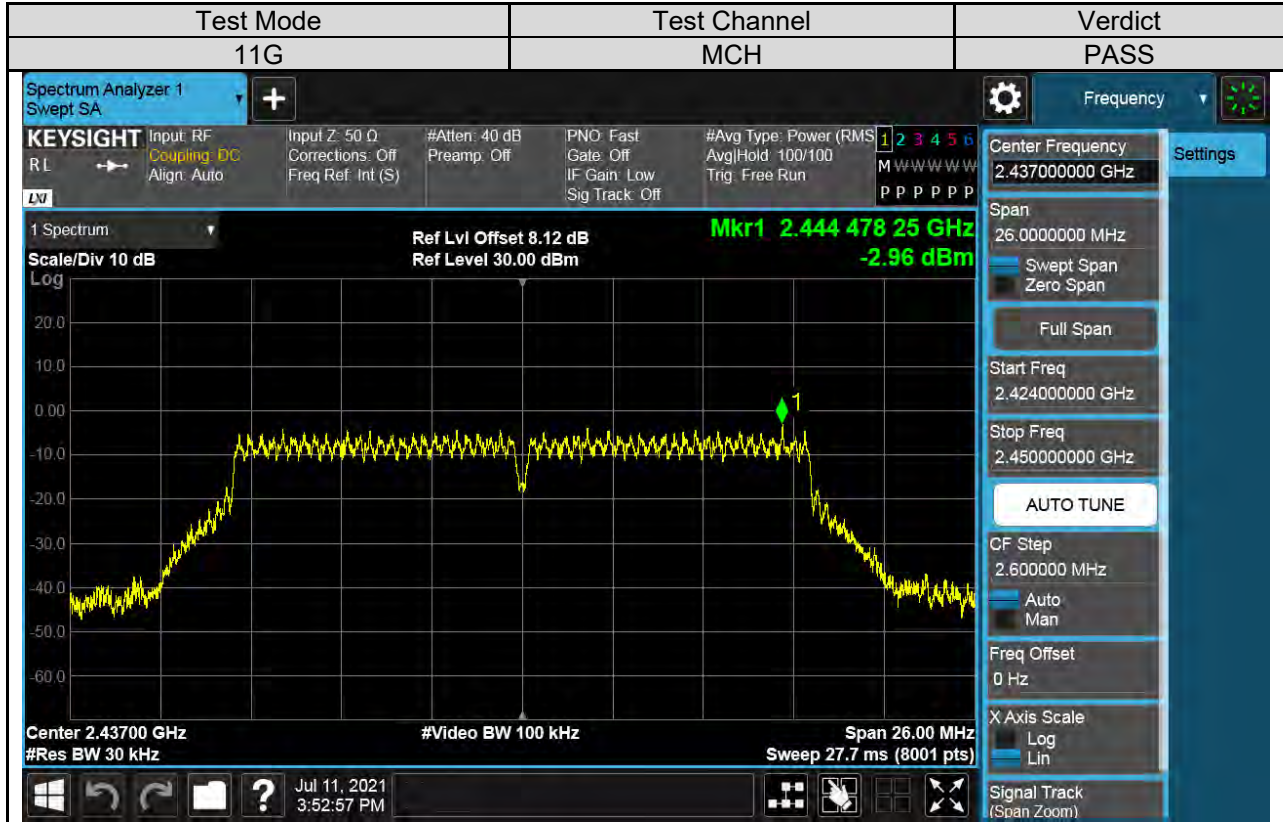 Test Mode Test Channel Verdict
11G MCH PASS
Spectrum Analyzer 1
Swept SA
+
Frequency
KEYSIGHT
RL
LXI
Input: RF
Coupling: DC
Align: Auto
Input Z: 50 Ω
Corrections: Off
Freq Ref: Int (S)
#Atten: 40 dB
Preamp: Off
PNO: Fast
Gate: Off
IF Gain: Low
Sig Track: Off
#Avg Type: Power (RMS
Avg|Hold: 100/100
Trig: Free Run
1 2 3 4 5 6
M W W W W W
P P P P P P
1 Spectrum
Scale/Div 10 dB
Ref Lvl Offset 8.12 dB
Ref Level 30.00 dBm
Mkr1 2.444 478 25 GHz
-2.96 dBm
Log
20.0
10.0
0.00
-10.0
-20.0
-30.0
-40.0
-50.0
-60.0
1
Center 2.43700 GHz
#Res BW 30 kHz
#Video BW 100 kHz
Span 26.00 MHz
Sweep 27.7 ms (8001 pts)
?
Jul 11, 2021
3:52:57 PM
Center Frequency
2.437000000 GHz
Settings
Span
26.0000000 MHz
Swept Span
Zero Span
Full Span
Start Freq
2.424000000 GHz
Stop Freq
2.450000000 GHz
AUTO TUNE
CF Step
2.600000 MHz
Auto
Man
Freq Offset
0 Hz
X Axis Scale
Log
Lin
Signal Track
(Span Zoom)